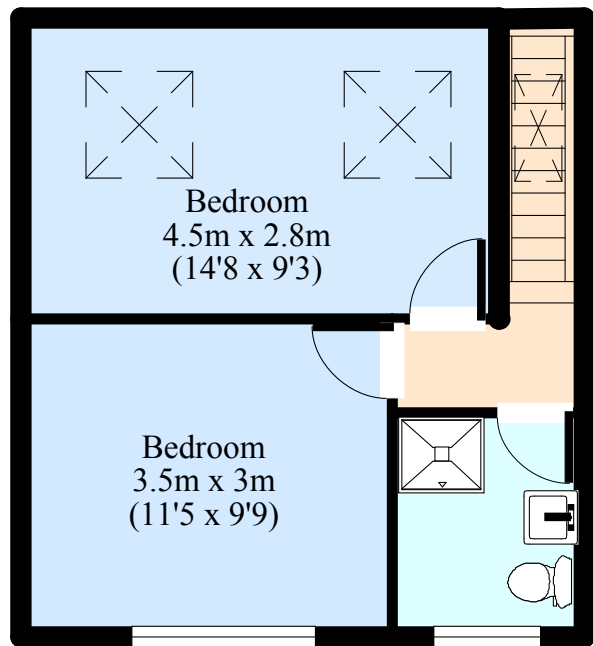 Bedroom
4.5m x 2.8m
(14'8 x 9'3)
Bedroom
3.5m x 3m
(11'5 x 9'9)